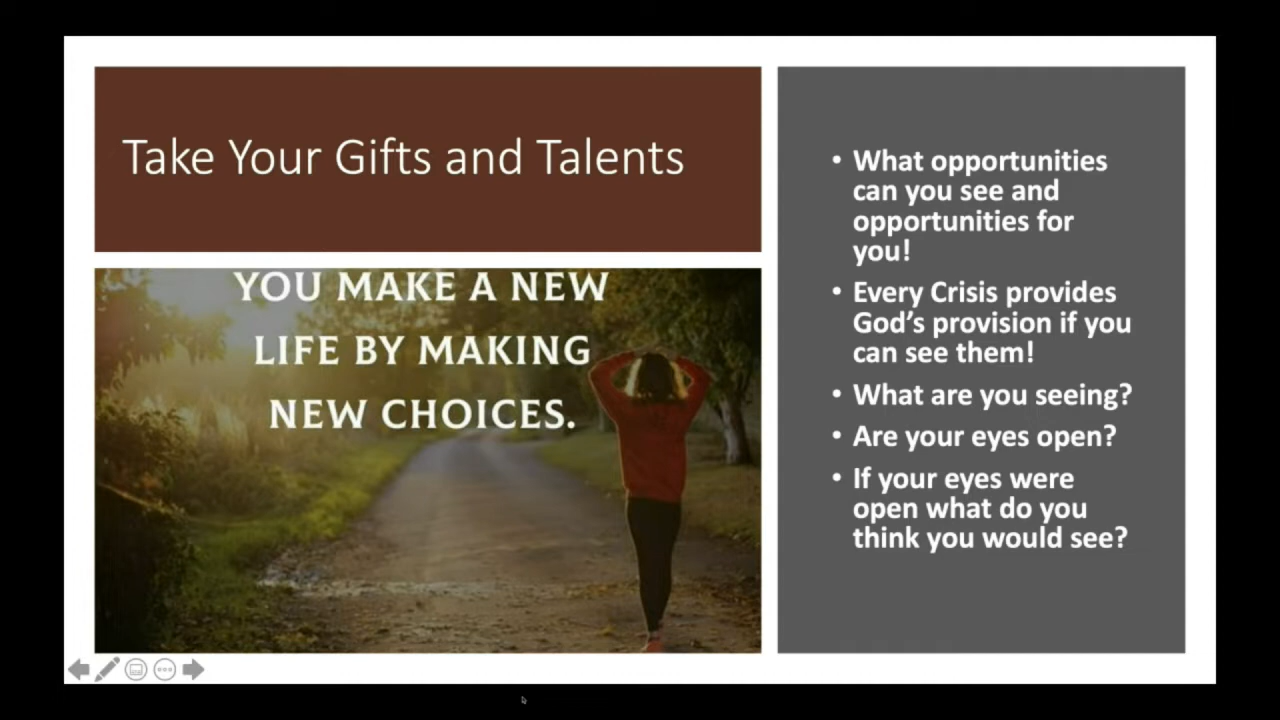 Take Your Gifts and Talents
YOU MAKE A NEW
LIFE BY MAKING
NEW CHOICES.
• What opportunities
can you see and
opportunities for
you!
• Every Crisis provides
God’s provision if you
can see them!
• What are you seeing?
• Are your eyes open?
• If your eyes were
open what do you
think you would see?